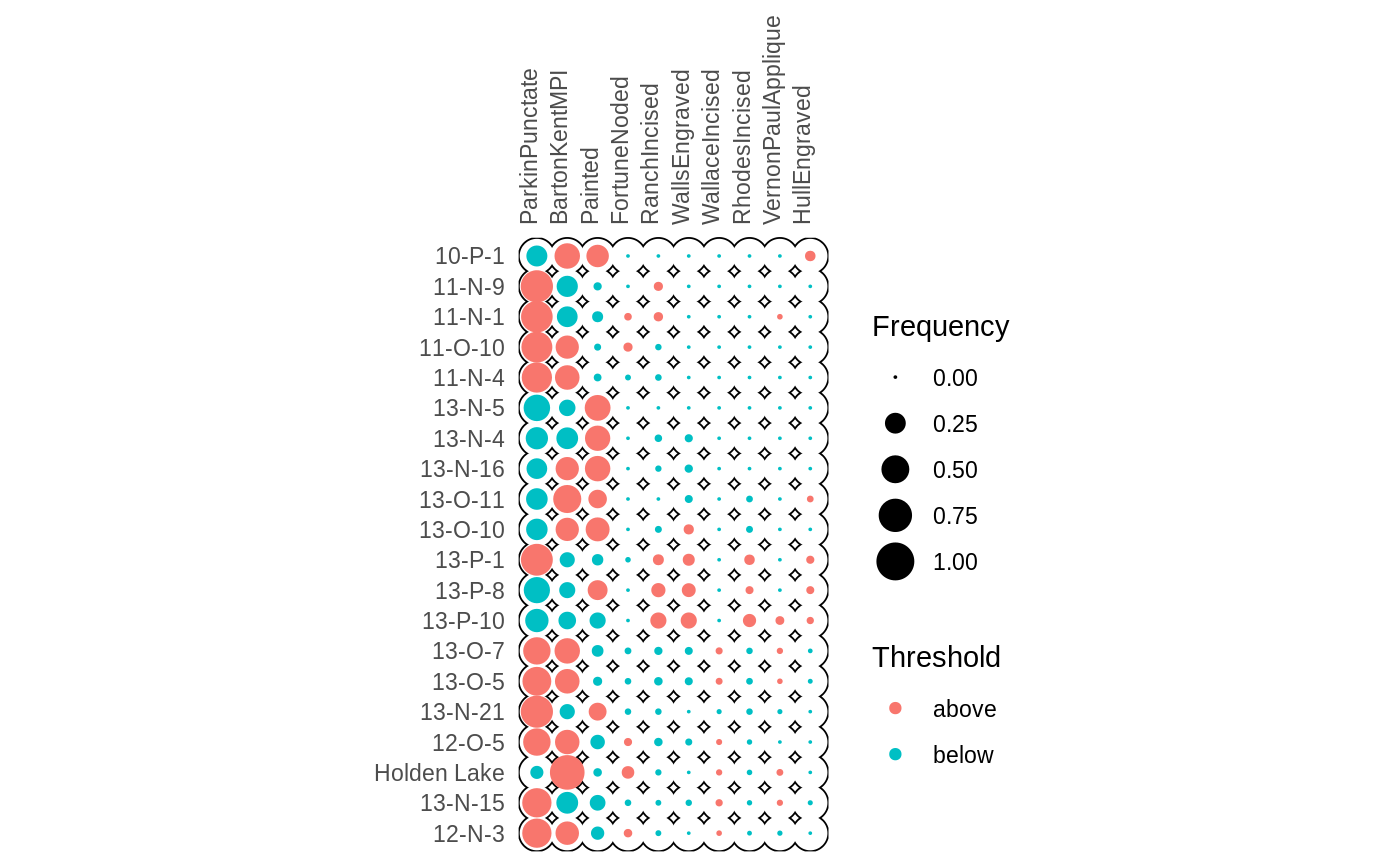 ParkinPunctate
BartonKentMPI
Painted
FortuneNoded
RanchIncised
WallsEngraved
WallaceIncised
RhodesIncised
VernonPaulApplique
HullEngraved
10-P-1
11-N-9
11-N-1
11-O-10
11-N-4
13-N-5
13-N-4
13-N-16
13-O-11
13-O-10
13-P-1
13-P-8
13-P-10
13-O-7
13-O-5
13-N-21
12-O-5
Holden Lake
13-N-15
12-N-3
Frequency
0.00
0.25
0.50
0.75
1.00
Threshold
above
below